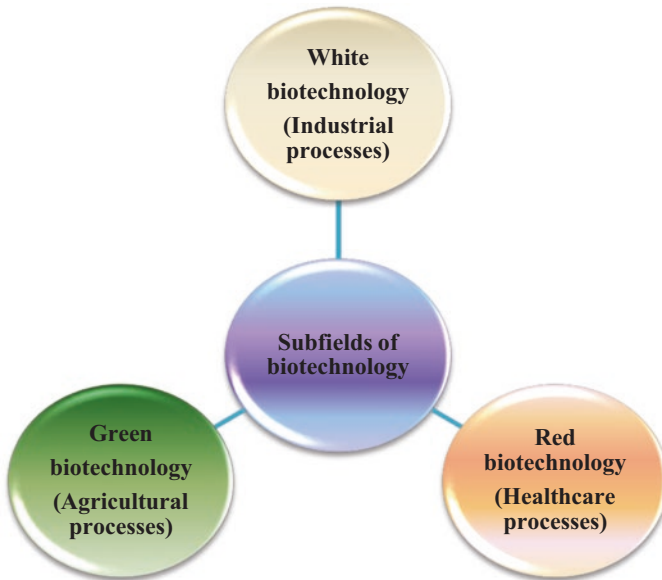 White
biotechnology
(Industrial
processes)
Subfields of
biotechnology
Green
biotechnology
(Agricultural
processes)
Red
biotechnology
(Healthcare
processes)